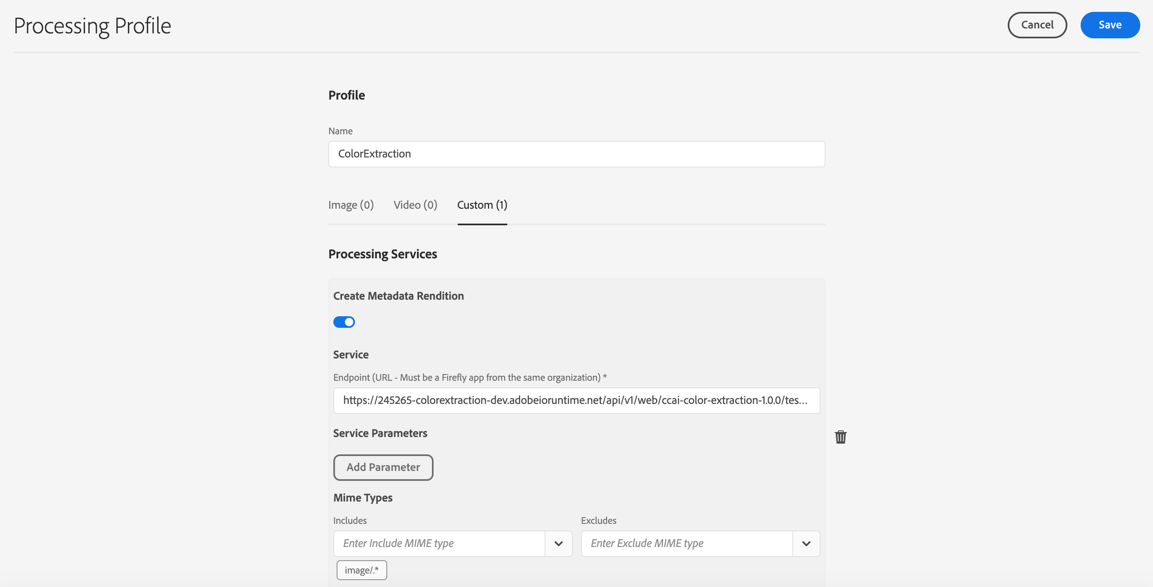 Processing Profile
Cancel
Save
Profile
Name
ColorExtraction
Image (0) Video (0) Custom (1)
Processing Services
Create Metadata Rendition
Service
Endpoint (URL - Must be a Firefly app from the same organization) *
https://245265-colorextraction-dev.adobeioruntime.net/api/v1/web/ccai-color-extraction-1.0.0/tes...
Service Parameters
Add Parameter
Mime Types
Includes Excludes
Enter Include MIME type Enter Exclude MIME type
image/.*